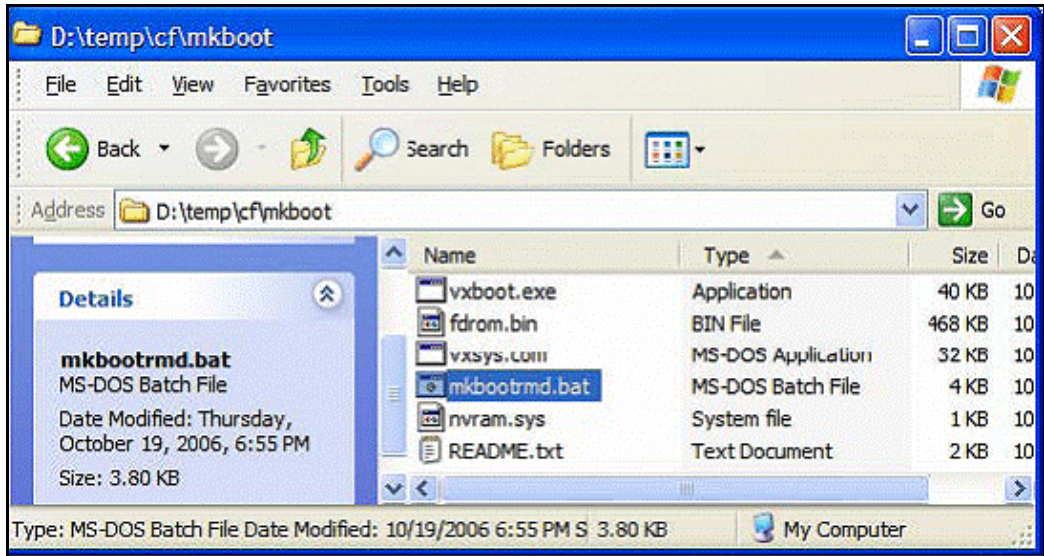 D:\temp\cf\mkboot
File Edit View Favorites Tools Help
Back Search Folders
Address D:\temp\cf\mkboot Go
Name Type Size Da
Details
mkbootrmd.bat
MS-DOS Batch File
Date Modified: Thursday,
October 19, 2006, 6:55 PM
Size: 3.80 KB
vxboot.exe Application 40 KB 10
fdrom.bin BIN File 468 KB 10
vxsys.com MS-DOS Application 32 KB 10
mkbootrmd.bat MS-DOS Batch File 4 KB 10
nvram.sys System file 1 KB 10
README.txt Text Document 2 KB 10
Type: MS-DOS Batch File Date Modified: 10/19/2006 6:55 PM S 3.80 KB My Computer